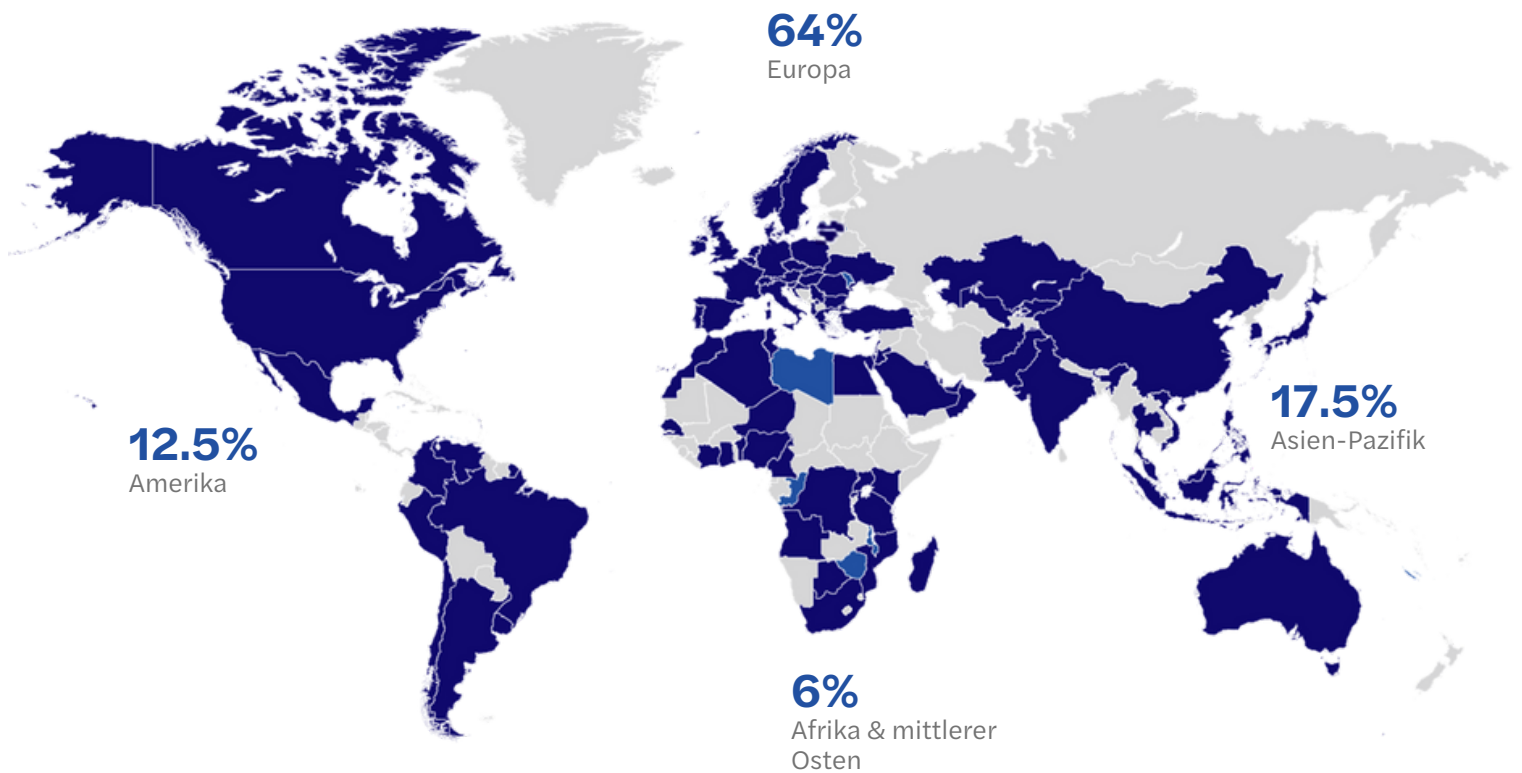 64%
Europa
17.5%
Asien-Pazifik
12.5%
Amerika
6%
Afrika & mittlerer
Osten